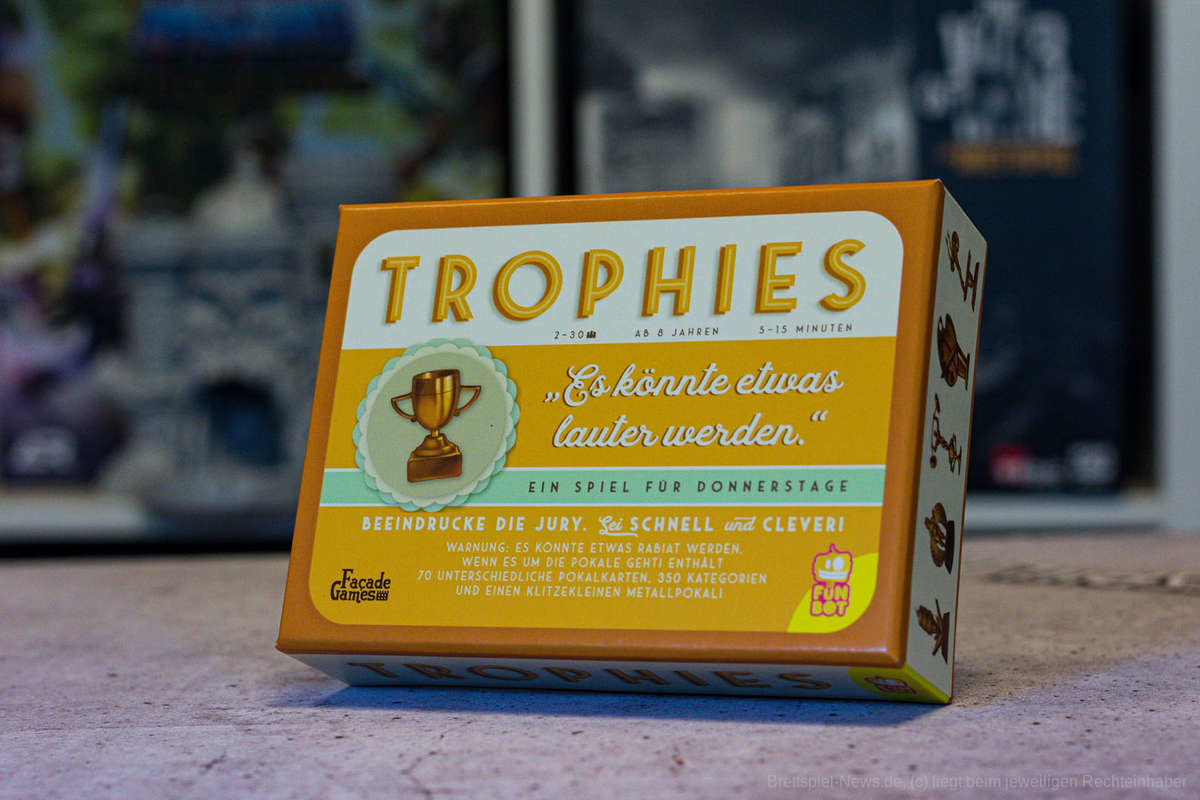 TROPHIES
2-30 AB 8 JAHREN 5-15 MINUTEN
„Es könnte etwas
lauter werden.“
EIN SPIEL FÜR DONNERSTAGE
BEEINDRUCKE DIE JURY. Sei SCHNELL und CLEVER!
WARNUNG: ES KÖNNTE ETWAS RABIAT WERDEN,
WENN ES UM DIE POKALE GEHT! ENTHÄLT
70 UNTERSCHIEDLICHE POKALKARTEN, 350 KATEGORIEN
UND EINEN KLITZEKLEINEN METALLPOKAL!
Façade
Games
FUN
BOT
TROPHIES
Brettspiel-News.de, (c) liegt beim jeweiligen Rechteinhaber